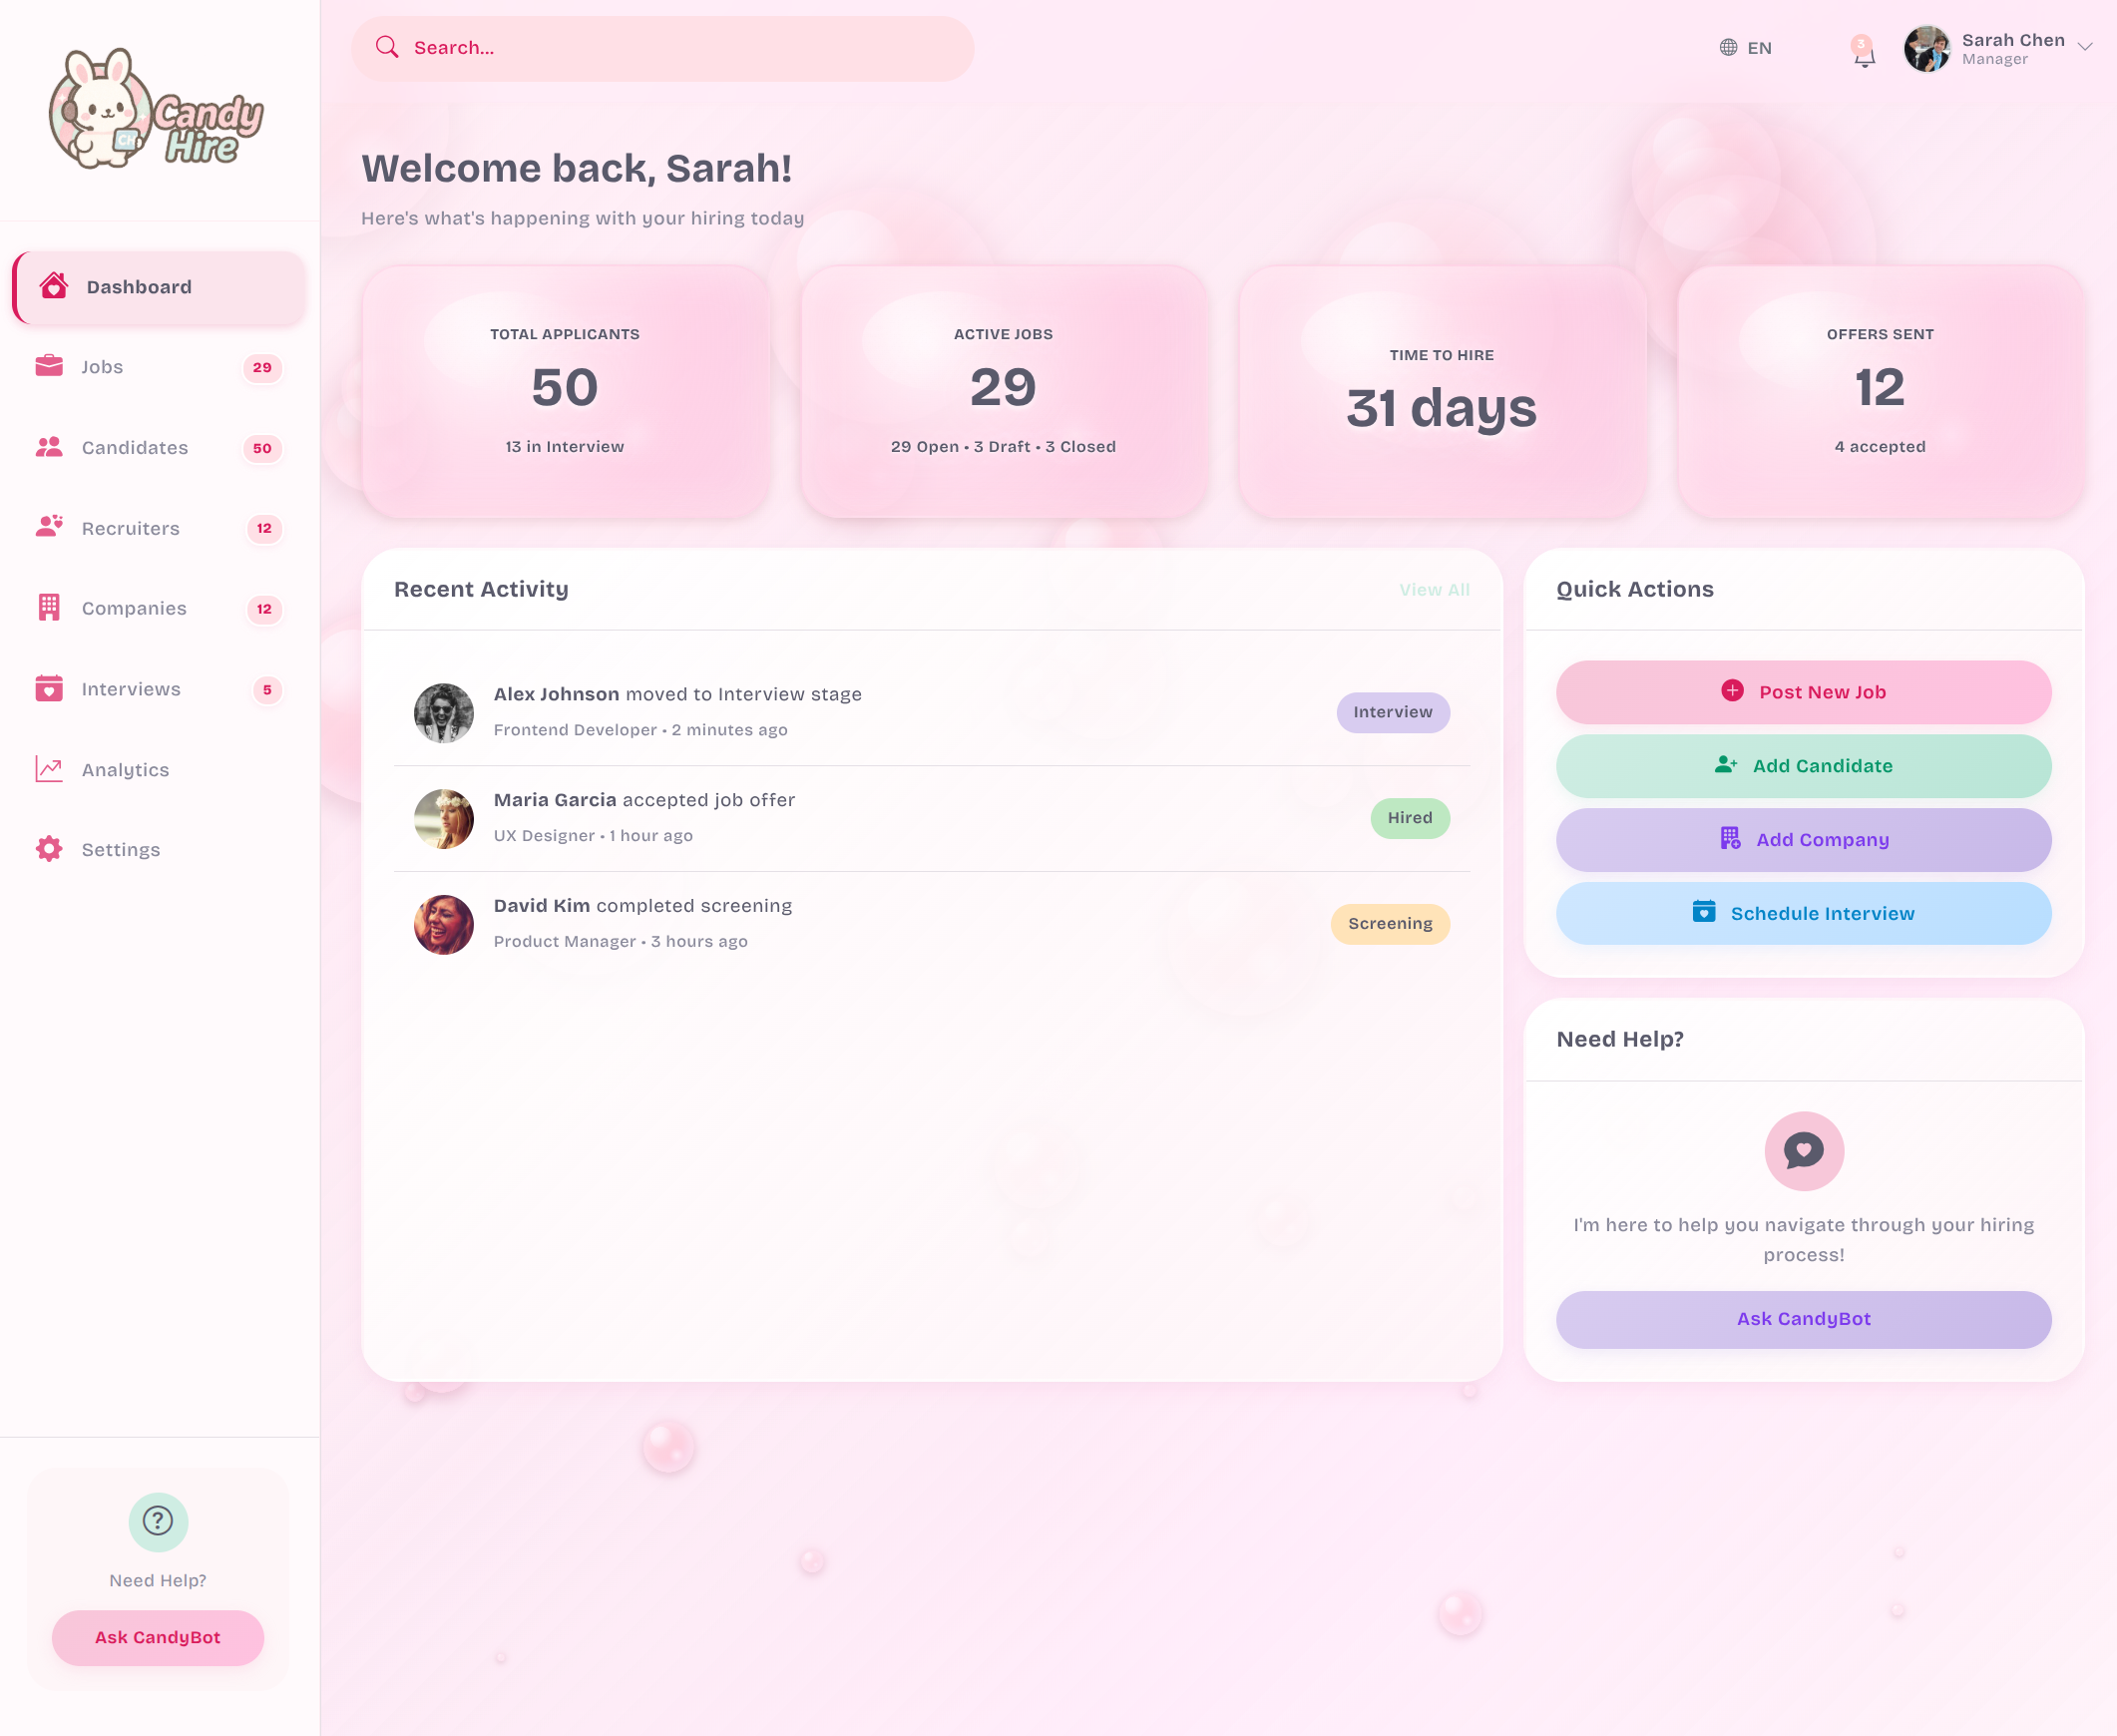 Candy
Hire
CH
Dashboard
Jobs
29
Candidates
50
Recruiters
12
Companies
12
Interviews
5
Analytics
Settings
Need Help?
Ask CandyBot
Search...
EN
3
Sarah Chen
Manager
Welcome back, Sarah!
Here's what's happening with your hiring today
TOTAL APPLICANTS
50
13 in Interview
ACTIVE JOBS
29
29 Open • 3 Draft • 3 Closed
TIME TO HIRE
31 days
OFFERS SENT
12
4 accepted
Recent Activity
View All
Alex Johnson moved to Interview stage
Frontend Developer • 2 minutes ago
Interview
Maria Garcia accepted job offer
UX Designer • 1 hour ago
Hired
David Kim completed screening
Product Manager • 3 hours ago
Screening
Quick Actions
Post New Job
Add Candidate
Add Company
Schedule Interview
Need Help?
I'm here to help you navigate through your hiring
process!
Ask CandyBot